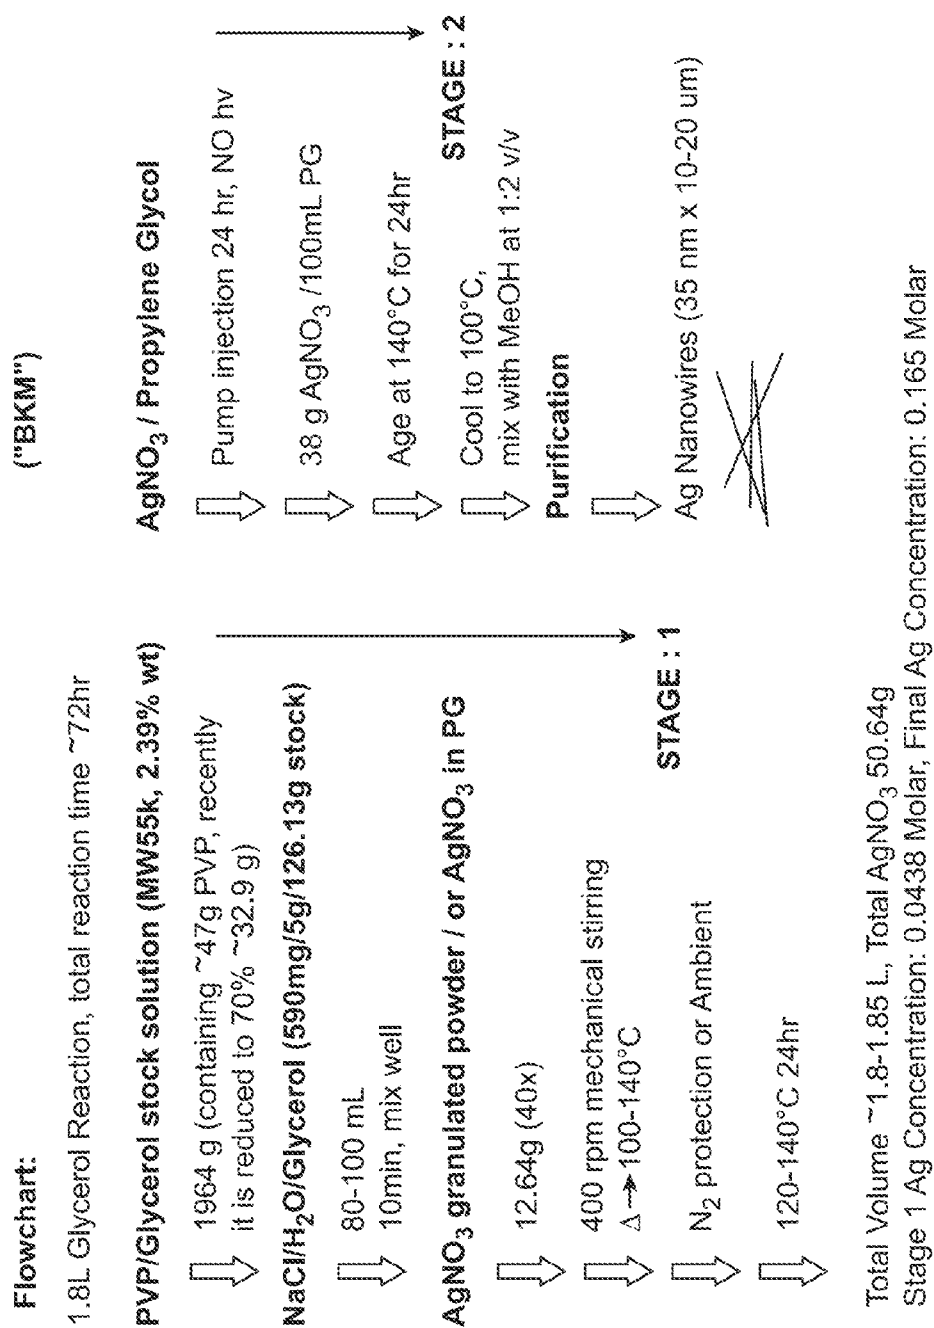 Flowchart:
("BKM")
1.8L Glycerol Reaction, total reaction time ~72hr
PVP/Glycerol stock solution (MW55k, 2.39% wt)
1964 g (containing ~47g PVP, recently
it is reduced to 70% ~32.9 g)
NaCl/H₂O/Glycerol (590mg/5g/126.13g stock)
80-100 mL
10min, mix well
AgNO₃ granulated powder / or AgNO₃ in PG
12.64g (40x)
400 rpm mechanical stirring
Δ → 100-140°C
STAGE : 1
N₂ protection or Ambient
120-140°C 24hr
AgNO₃ / Propylene Glycol
Pump injection 24 hr, NO hv
38 g AgNO₃ /100mL PG
Age at 140°C for 24hr
STAGE : 2
Cool to 100°C,
mix with MeOH at 1:2 v/v
Purification
Ag Nanowires (35 nm x 10-20 um)
Total Volume ~1.8-1.85 L, Total AgNO₃ 50.64g
Stage 1 Ag Concentration: 0.0438 Molar, Final Ag Concentration: 0.165 Molar